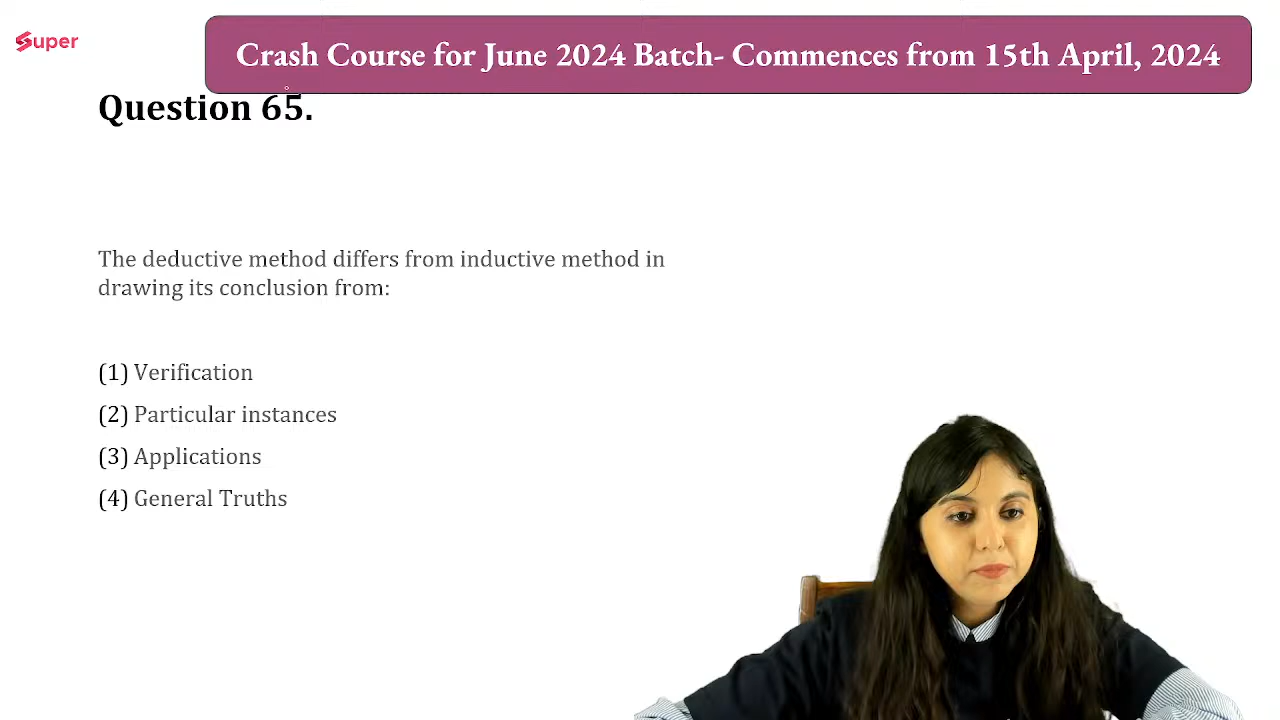 Super
Crash Course for June 2024 Batch- Commences from 15th April, 2024
Question 65.
The deductive method differs from inductive method in
drawing its conclusion from:
(1) Verification
(2) Particular instances
(3) Applications
(4) General Truths